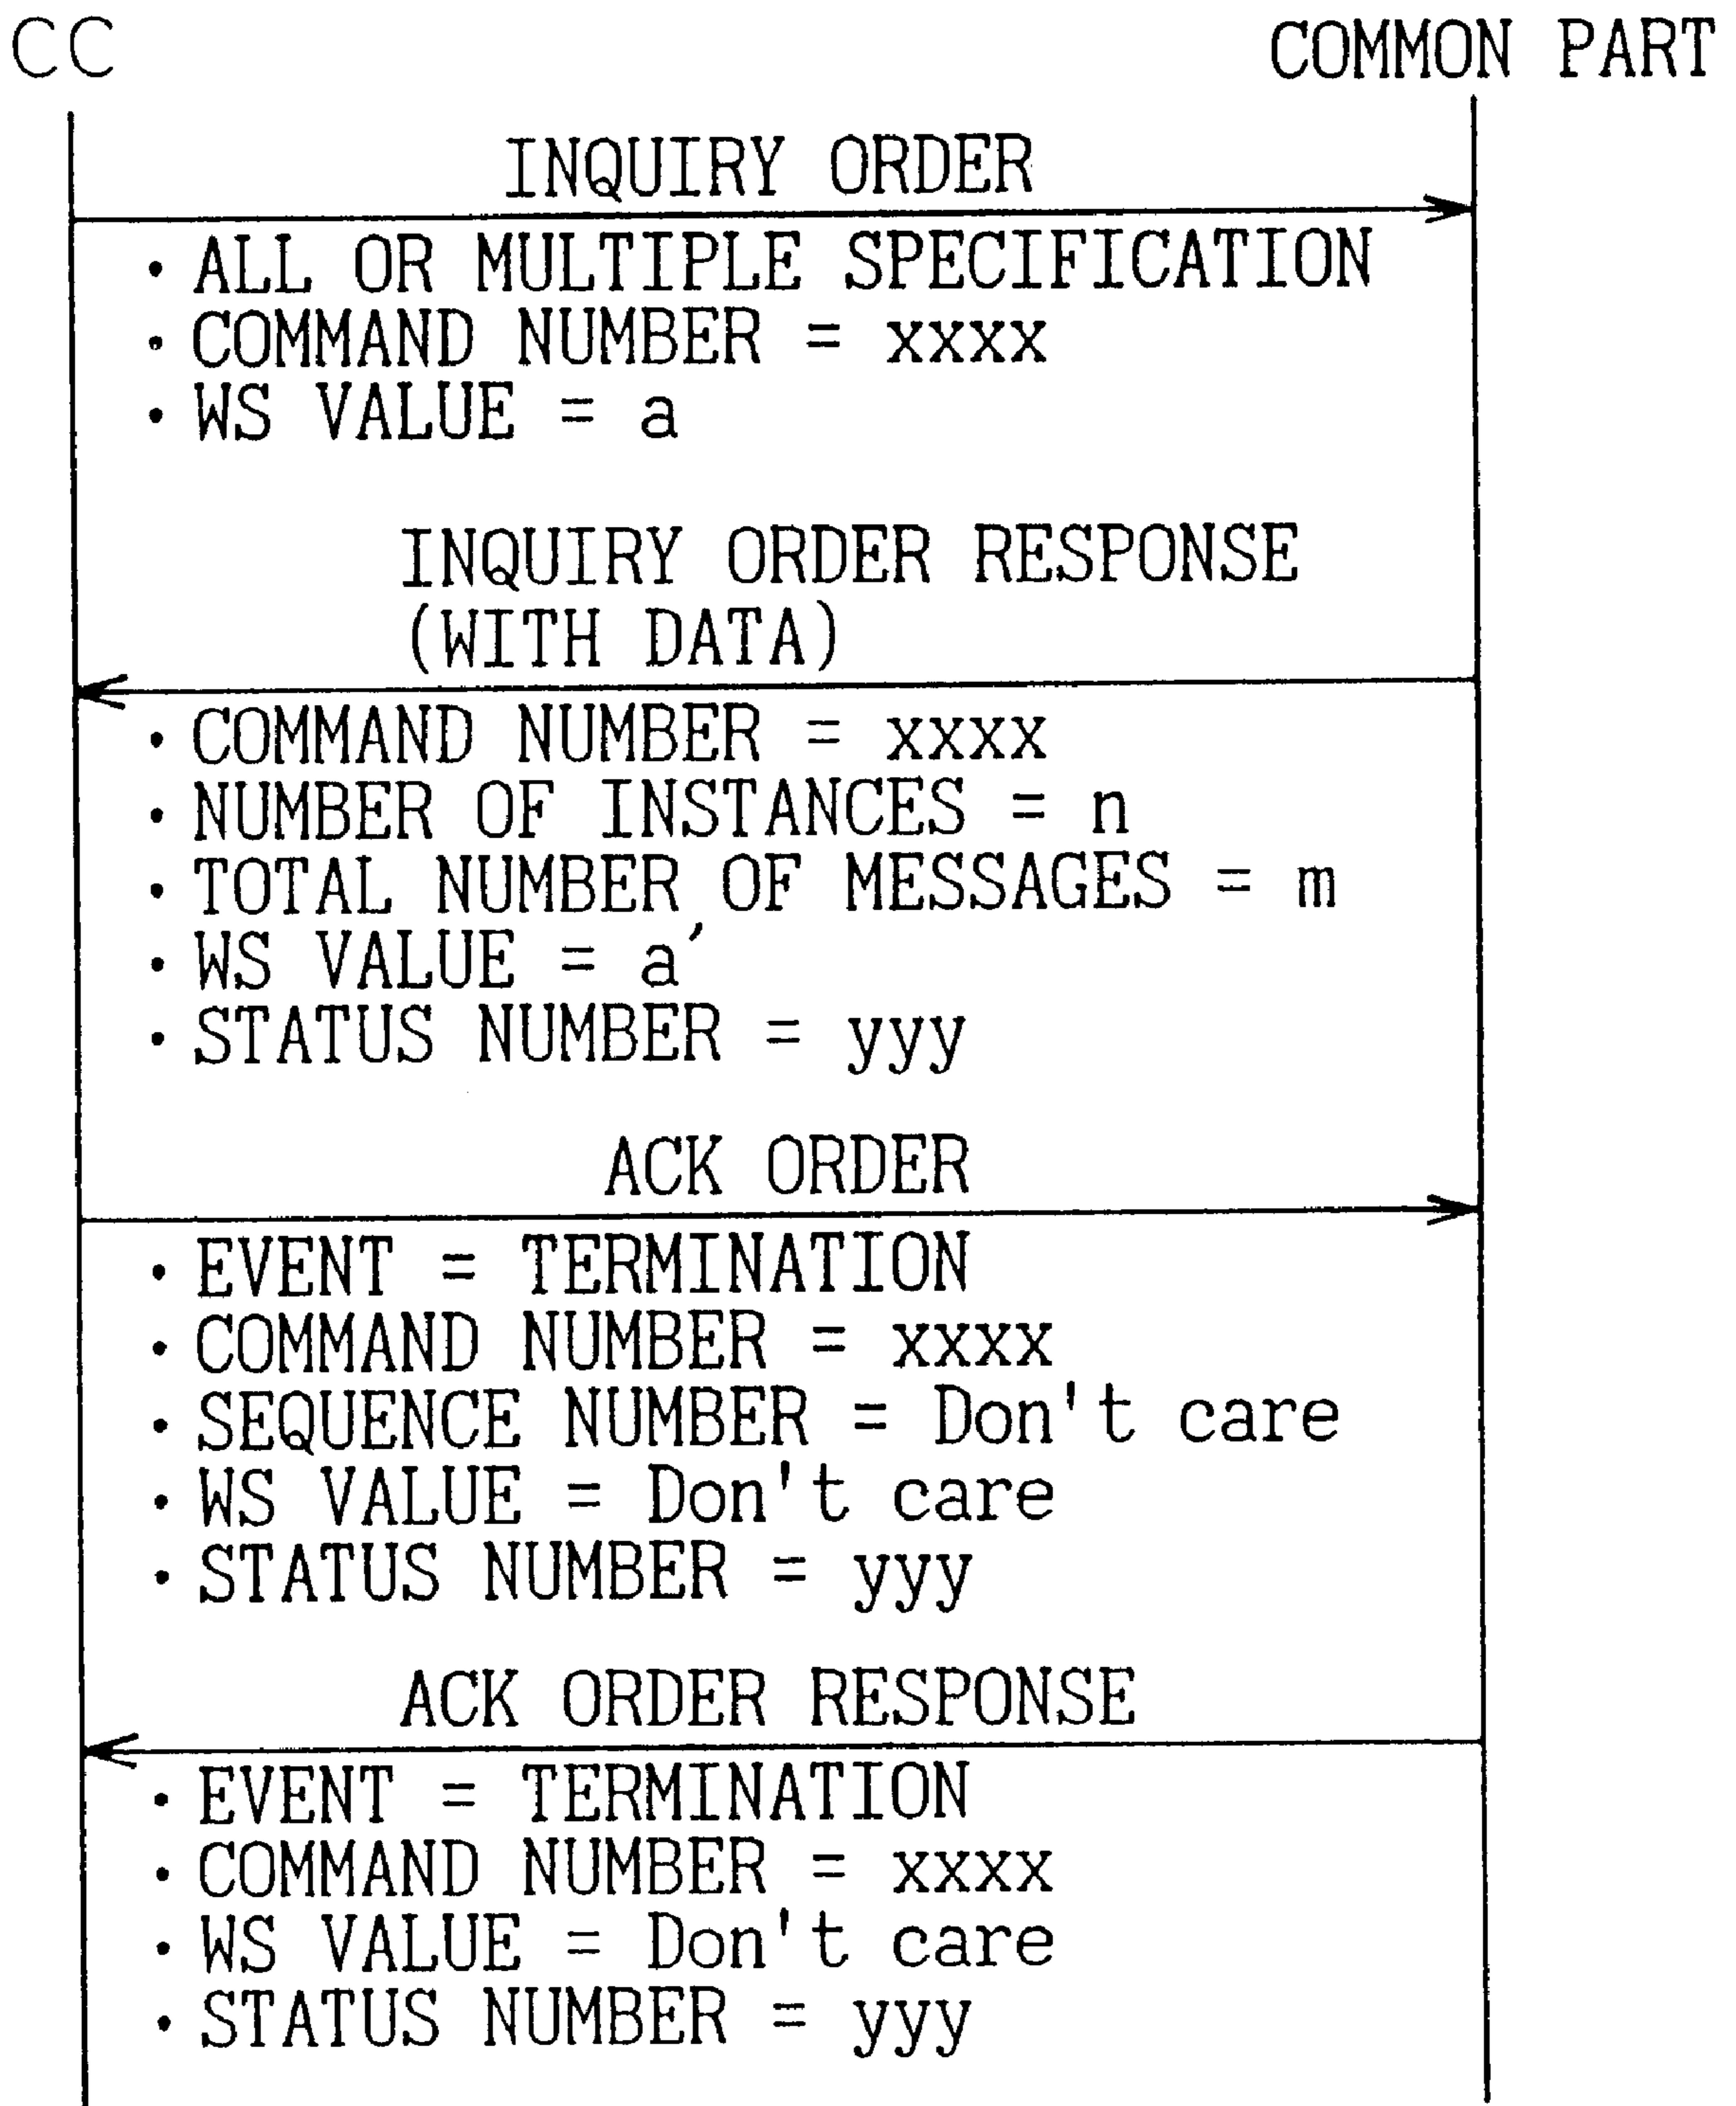 CC COMMON PART
INQUIRY ORDER
· ALL OR MULTIPLE SPECIFICATION
· COMMAND NUMBER = xxxx
· WS VALUE = a
INQUIRY ORDER RESPONSE
(WITH DATA)
· COMMAND NUMBER = xxxx
· NUMBER OF INSTANCES = n
· TOTAL NUMBER OF MESSAGES = m
· WS VALUE = a′
· STATUS NUMBER = yyy
ACK ORDER
· EVENT = TERMINATION
· COMMAND NUMBER = xxxx
· SEQUENCE NUMBER = Don't care
· WS VALUE = Don't care
· STATUS NUMBER = yyy
ACK ORDER RESPONSE
· EVENT = TERMINATION
· COMMAND NUMBER = xxxx
· WS VALUE = Don't care
· STATUS NUMBER = yyy